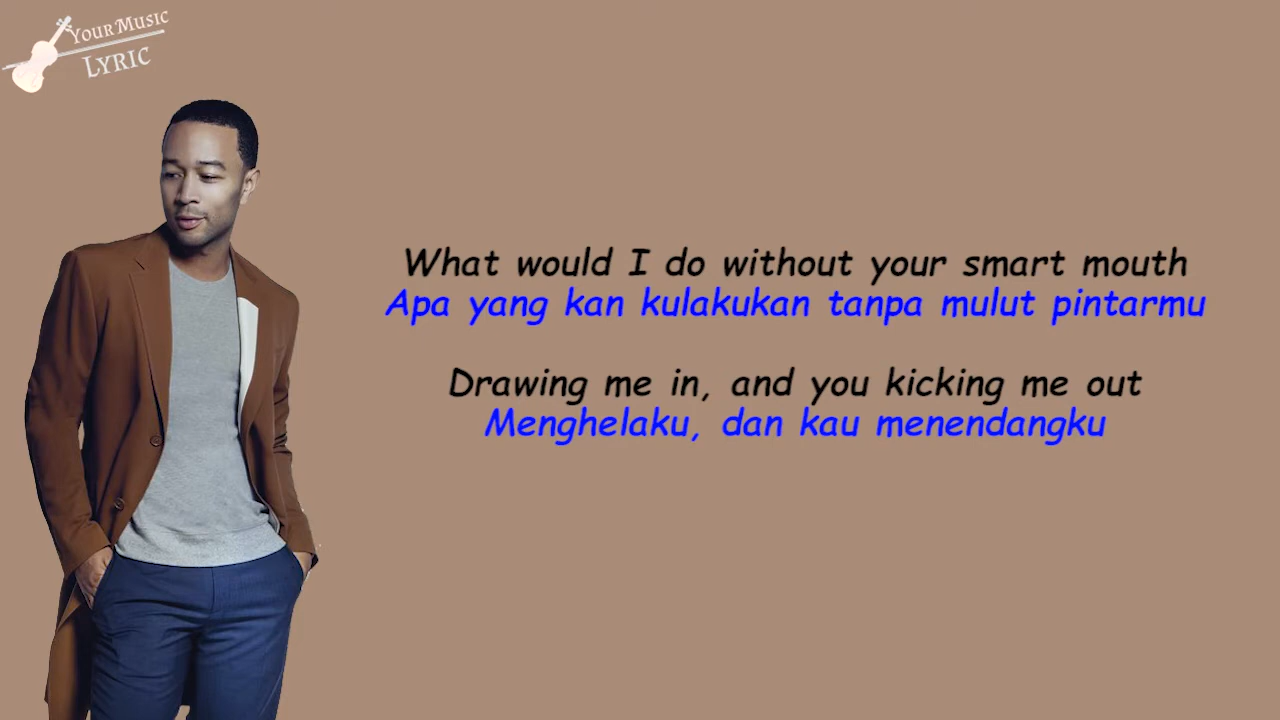 YOUR MUSIC
LYRIC
What would I do without your smart mouth
Apa yang kan kulakukan tanpa mulut pintarmu
Drawing me in, and you kicking me out
Menghelaku, dan kau menendangku